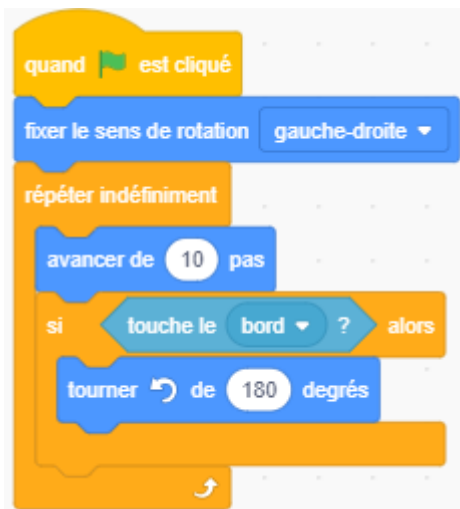 quand est cliqué
fixer le sens de rotation gauche-droite
répéter indéfiniment
avancer de 10 pas
si touche le bord ? alors
tourner de 180 degrés